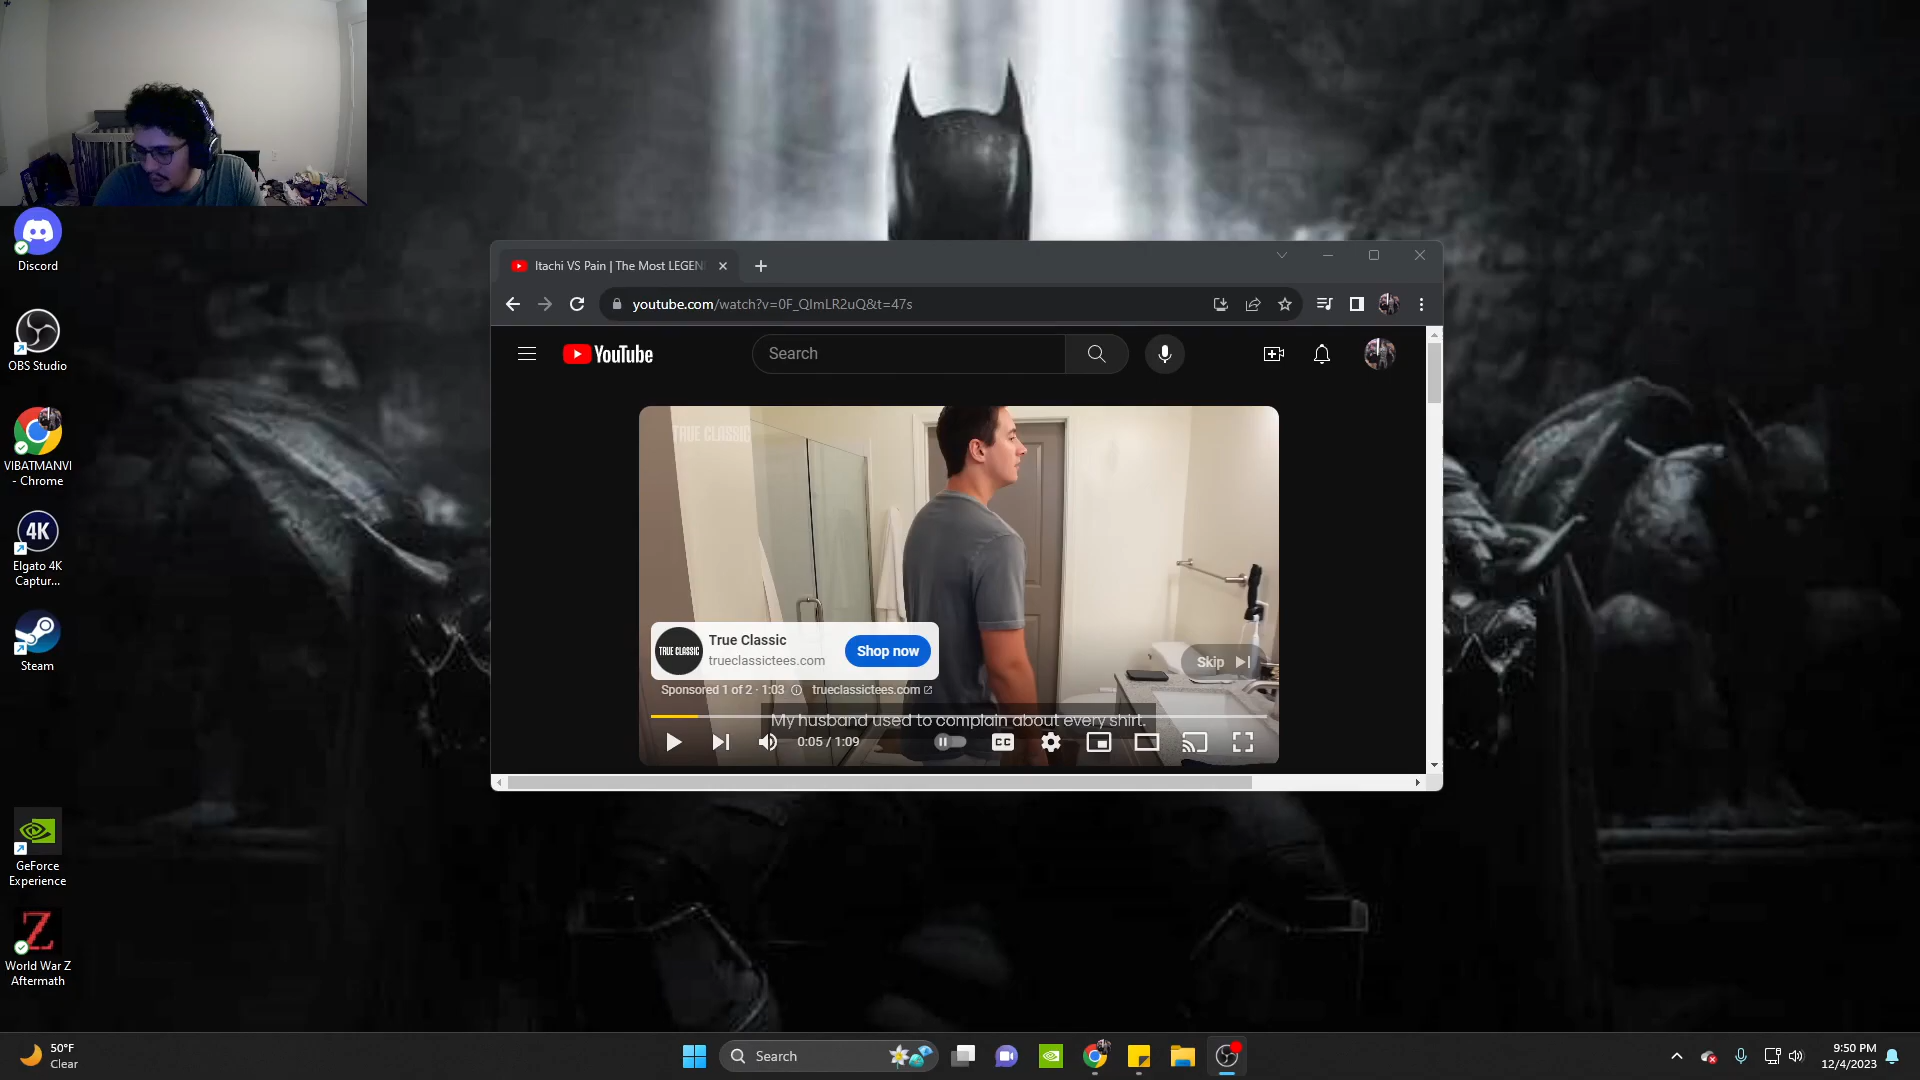 Discord
OBS Studio
VIBATMANVI
- Chrome
4K
Elgato 4K
Captur...
Steam
GeForce
Experience
World War Z
Aftermath
Itachi VS Pain | The Most LEGEN
youtube.com/watch?v=0F_QImLR2uQ&t=47s
YouTube
Search
TRUE CLASSIC
TRUE CLASSIC
True Classic
trueclassictees.com
Shop now
Skip
Sponsored 1 of 2 · 1:03
trueclassictees.com
My husband used to complain about every shirt.
0:05 / 1:09
CC
50°F
Clear
Search
9:50 PM
12/4/2023